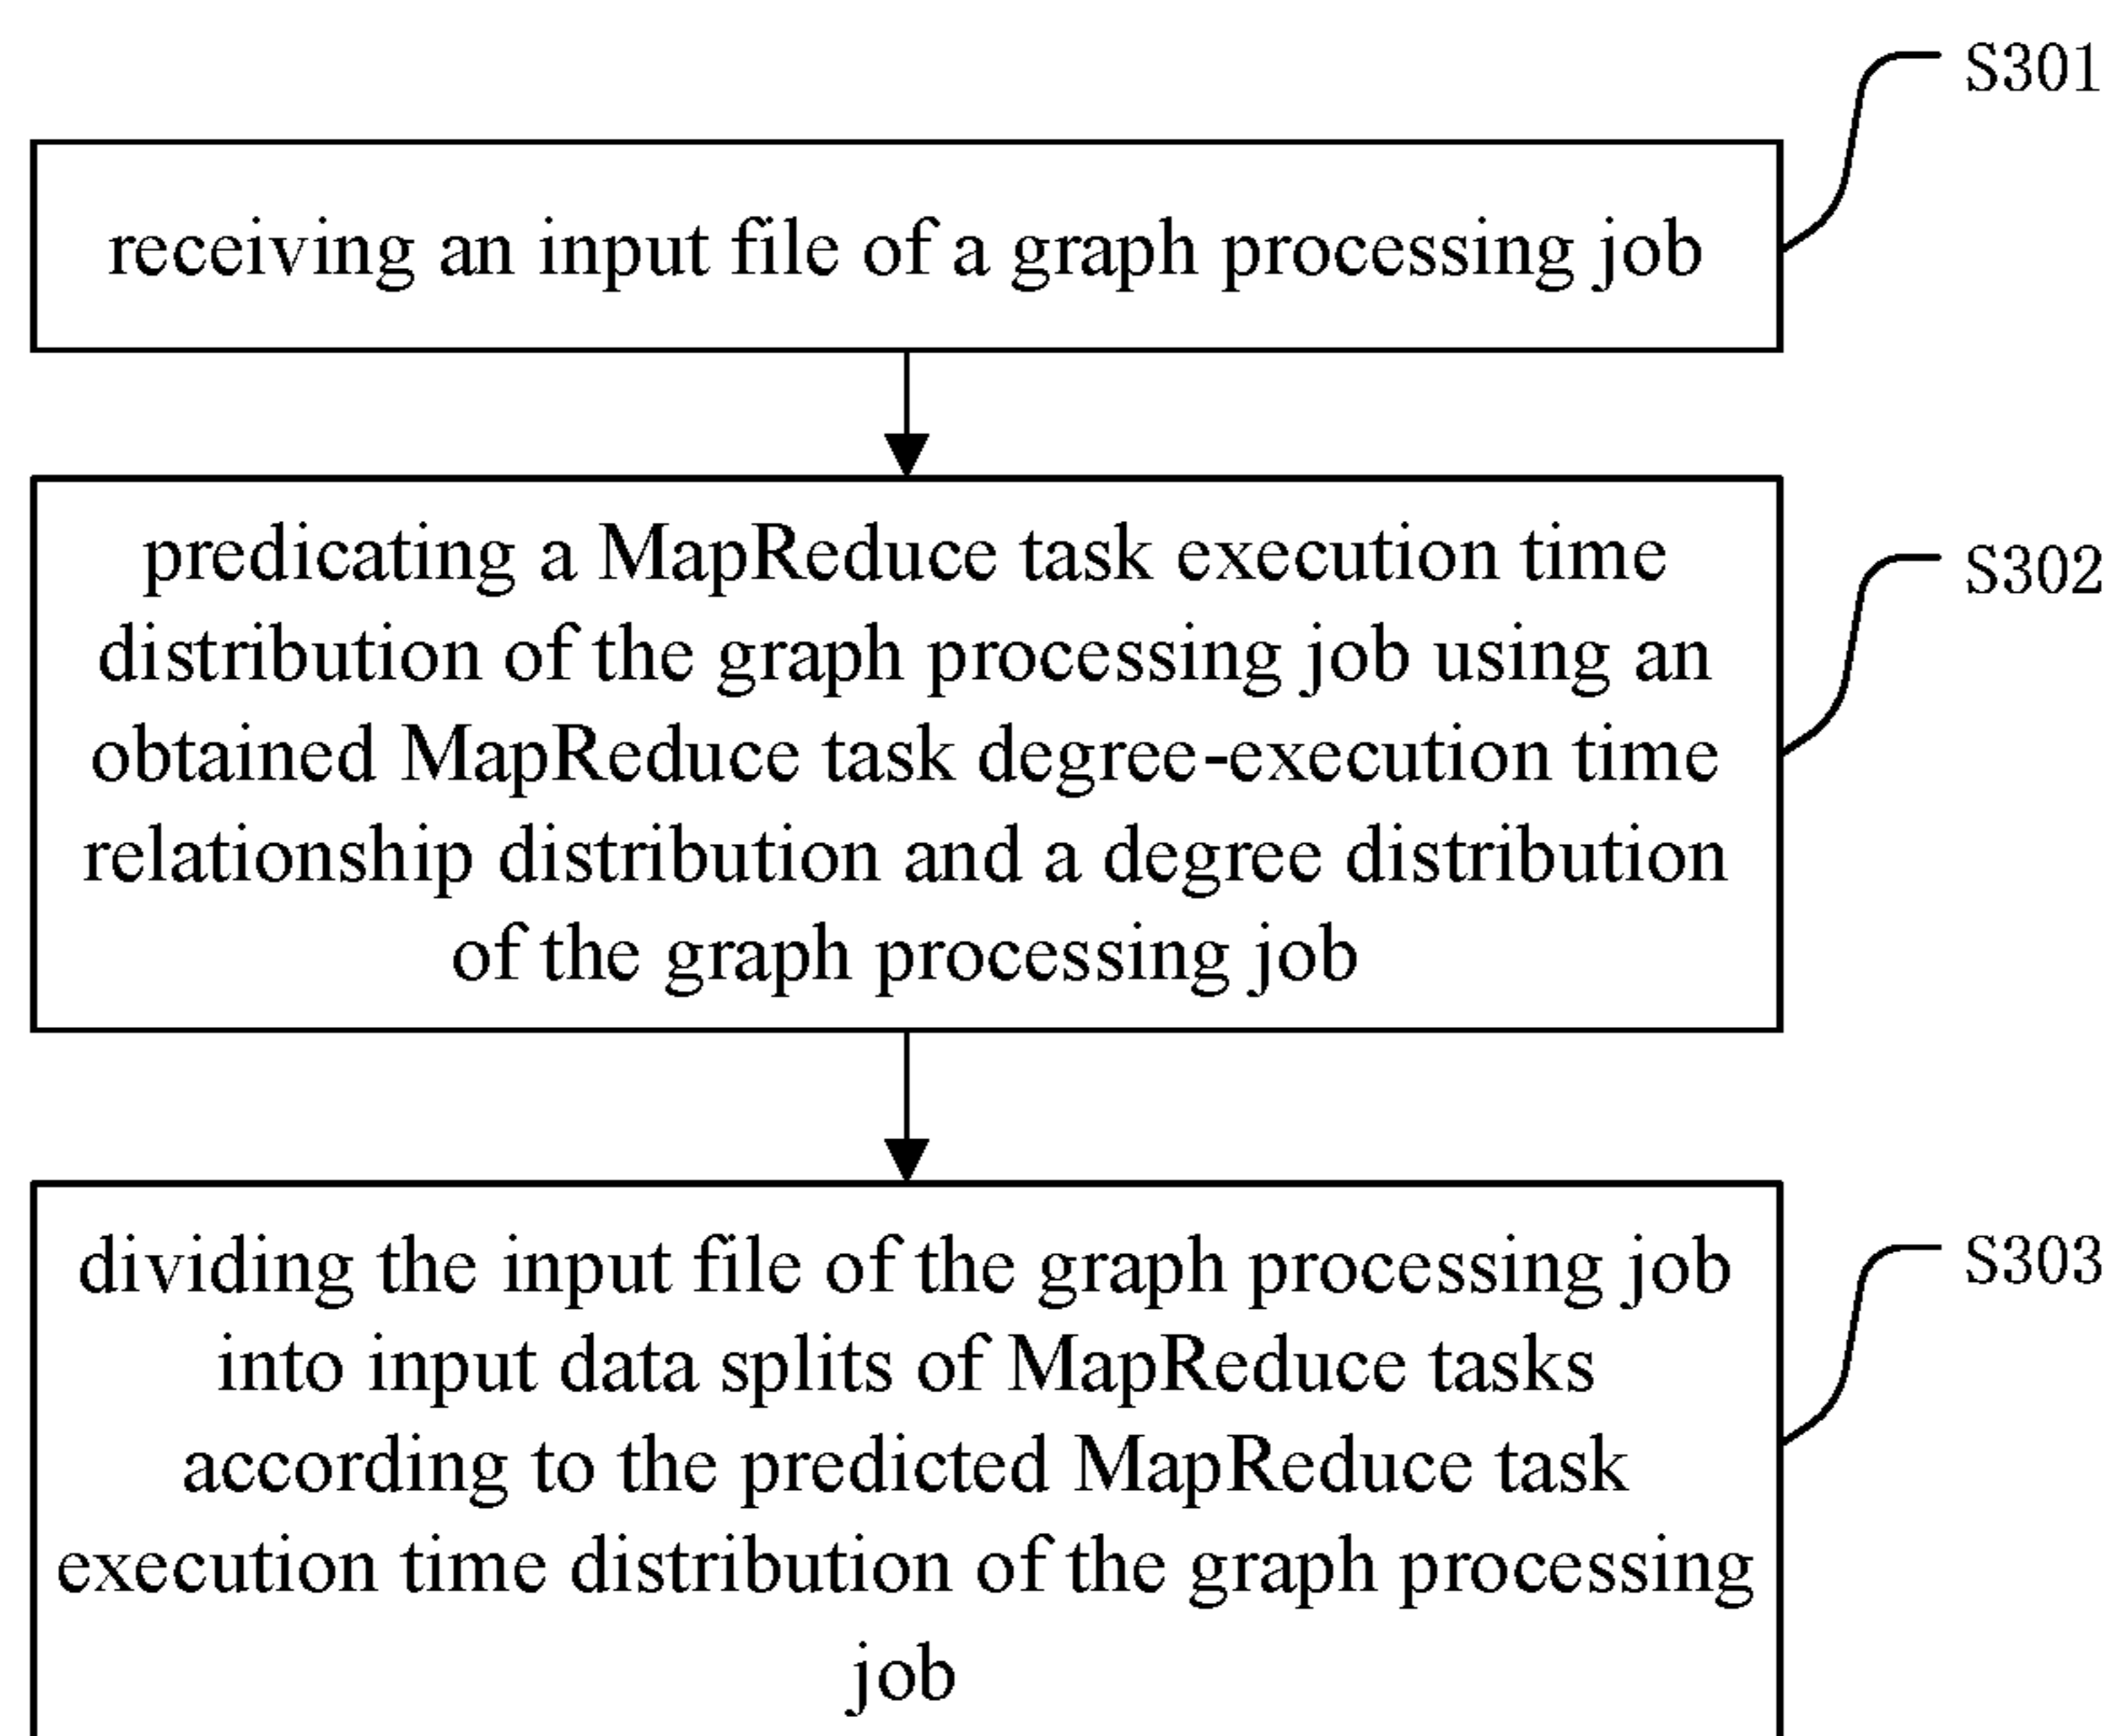 S301
receiving an input file of a graph processing job
predicating a MapReduce task execution time
distribution of the graph processing job using an
obtained MapReduce task degree-execution time
relationship distribution and a degree distribution
of the graph processing job
S302
dividing the input file of the graph processing job
into input data splits of MapReduce tasks
according to the predicted MapReduce task
execution time distribution of the graph processing
job
S303